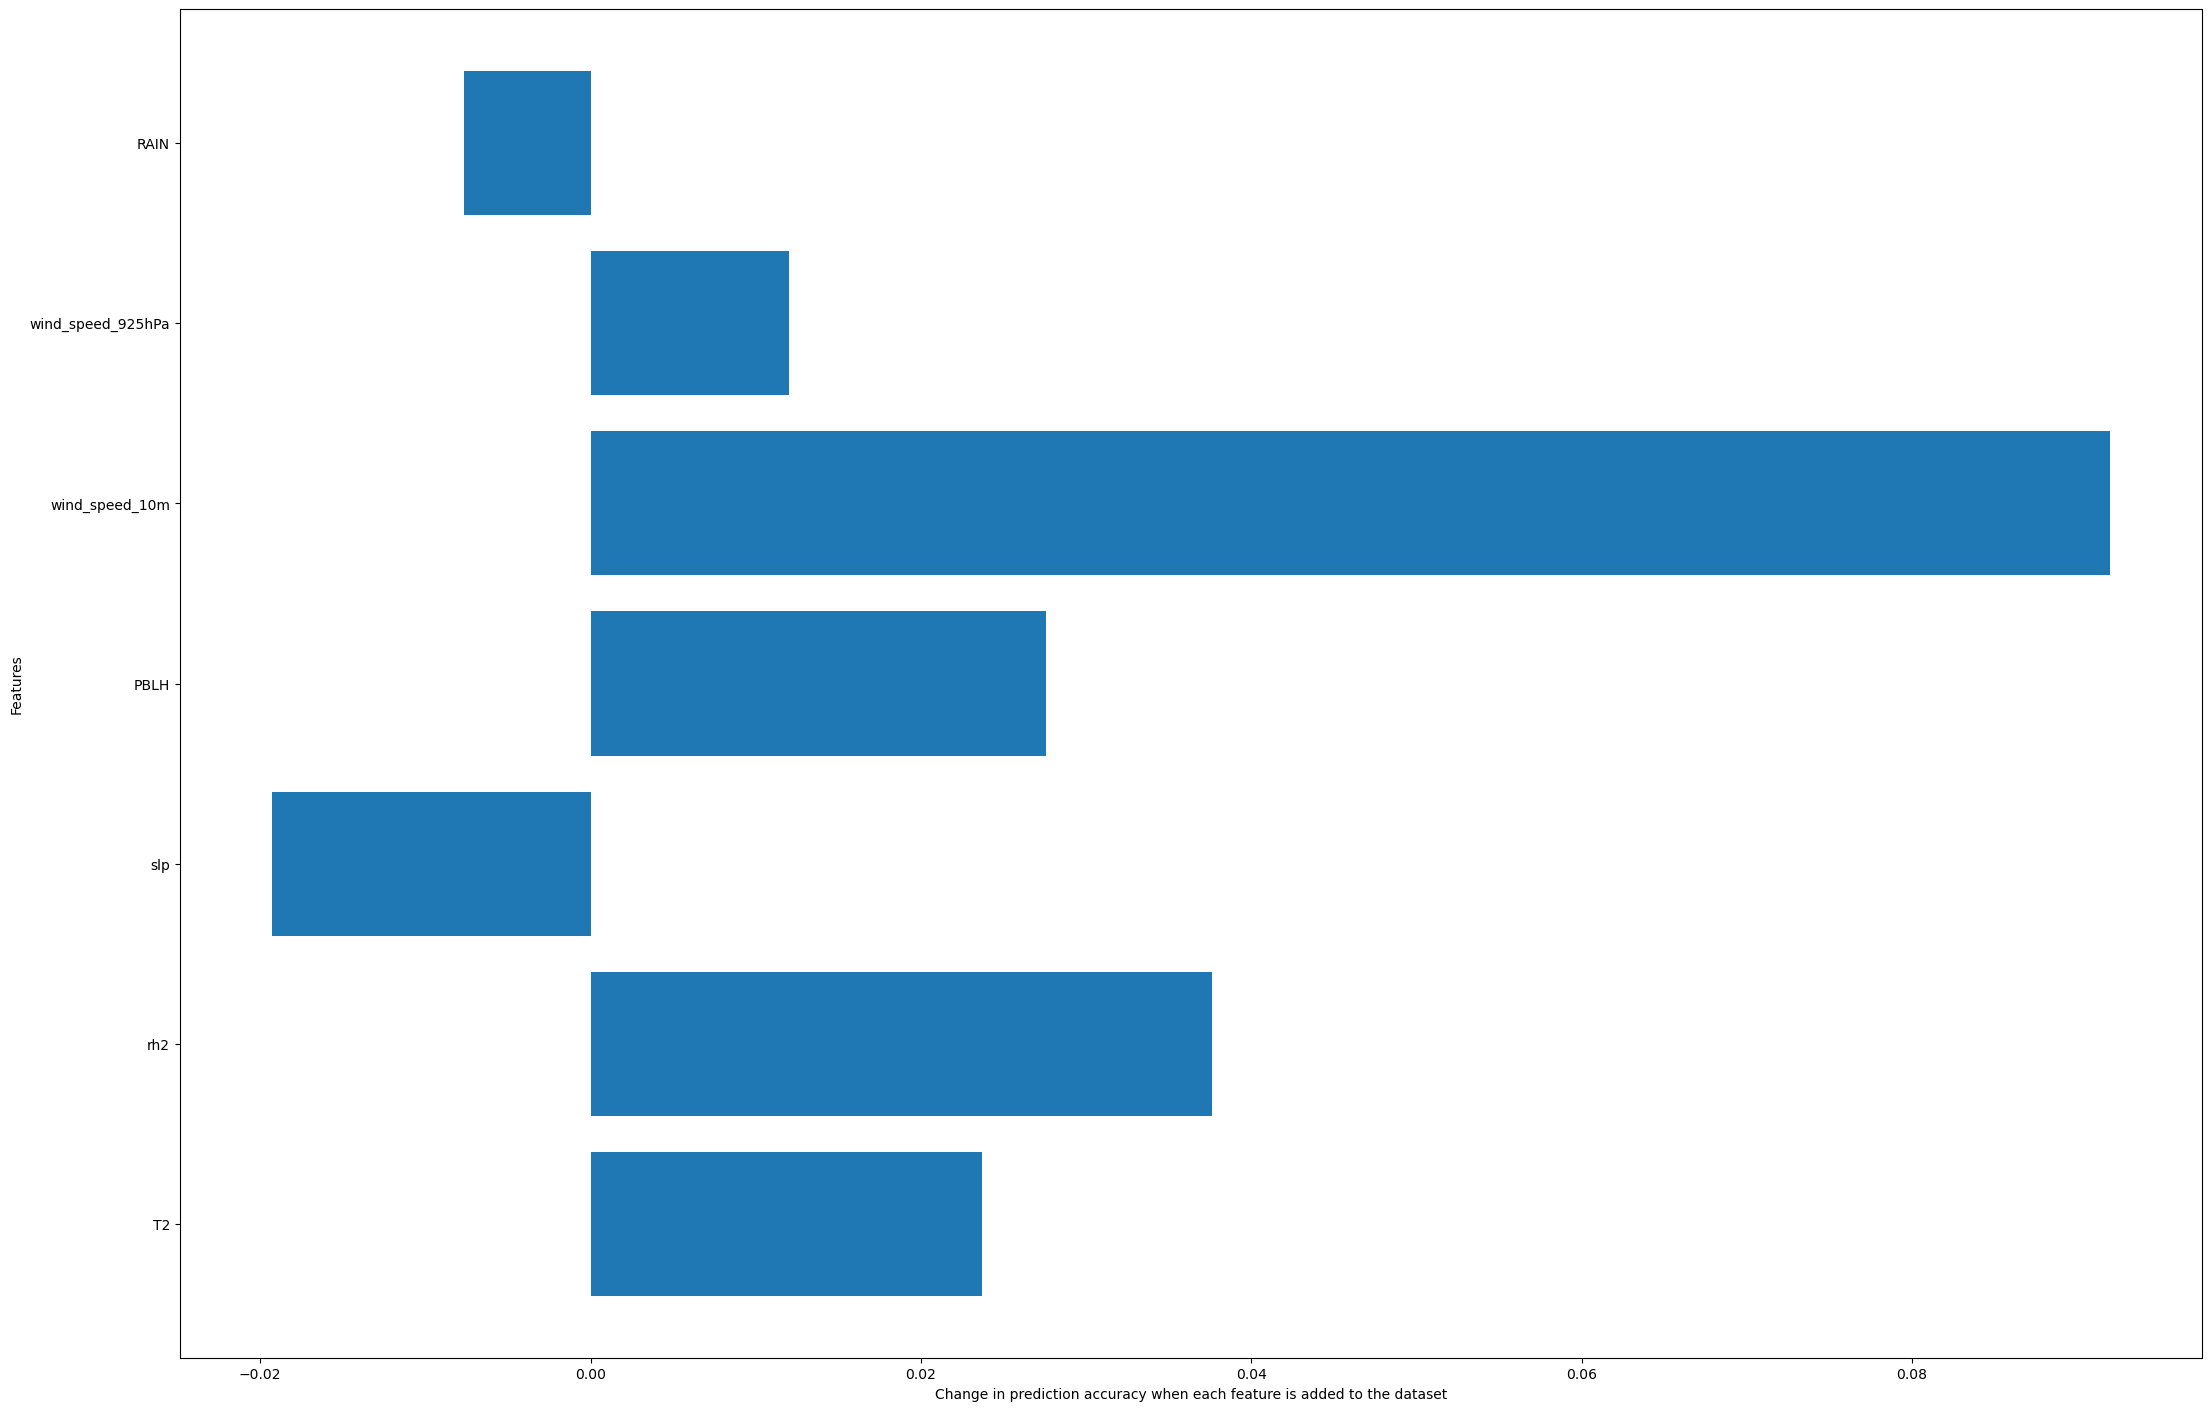 RAIN
wind_speed_925hPa
wind_speed_10m
PBLH
slp
rh2
T2
Features
−0.02 0.00 0.02 0.04 0.06 0.08
Change in prediction accuracy when each feature is added to the dataset